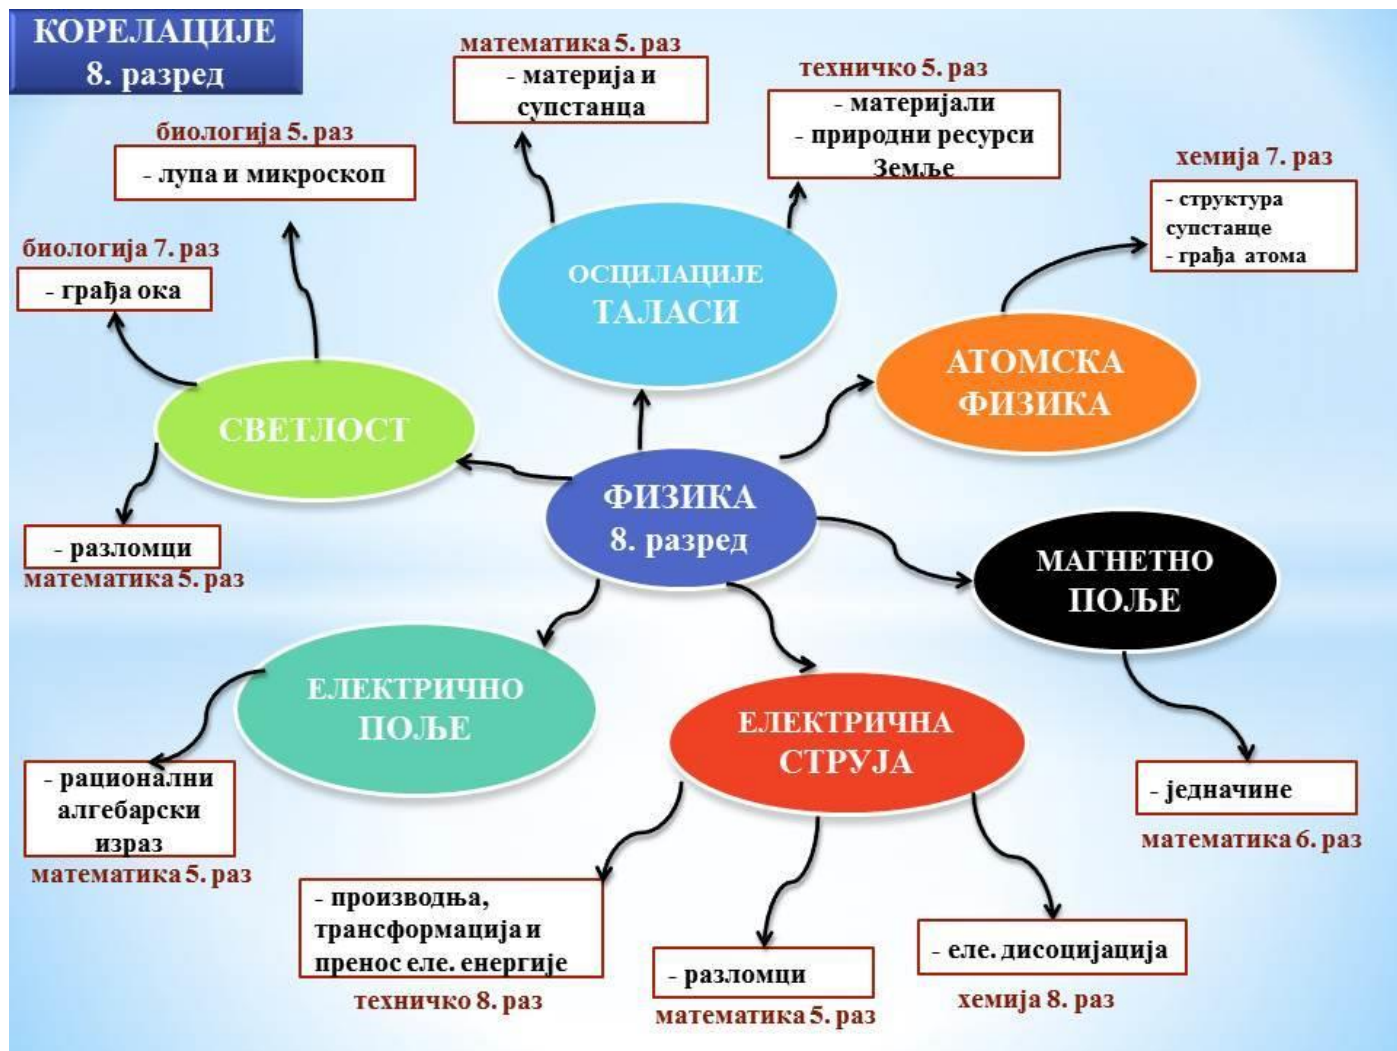 КОРЕЛАЦИЈЕ
8. разред
математика 5. раз
- материја и
супстанца
техничко 5. раз
- материјали
- природни ресурси
Земље
биологија 5. раз
- лупа и микроскоп
хемија 7. раз
- структура
супстанце
- грађа атома
биологија 7. раз
- грађа ока
ОСЦИЛАЦИЈЕ
ТАЛАСИ
АТОМСКА
ФИЗИКА
СВЕТЛОСТ
ФИЗИКА
8. разред
- разломци
математика 5. раз
МАГНЕТНО
ПОЉЕ
ЕЛЕКТРИЧНО
ПОЉЕ
ЕЛЕКТРИЧНА
СТРУЈА
- рационални
алгебарски
израз
математика 5. раз
- једначине
математика 6. раз
- производња,
трансформација и
пренос еле. енергије
техничко 8. раз
- разломци
математика 5. раз
- еле. дисоцијација
хемија 8. раз